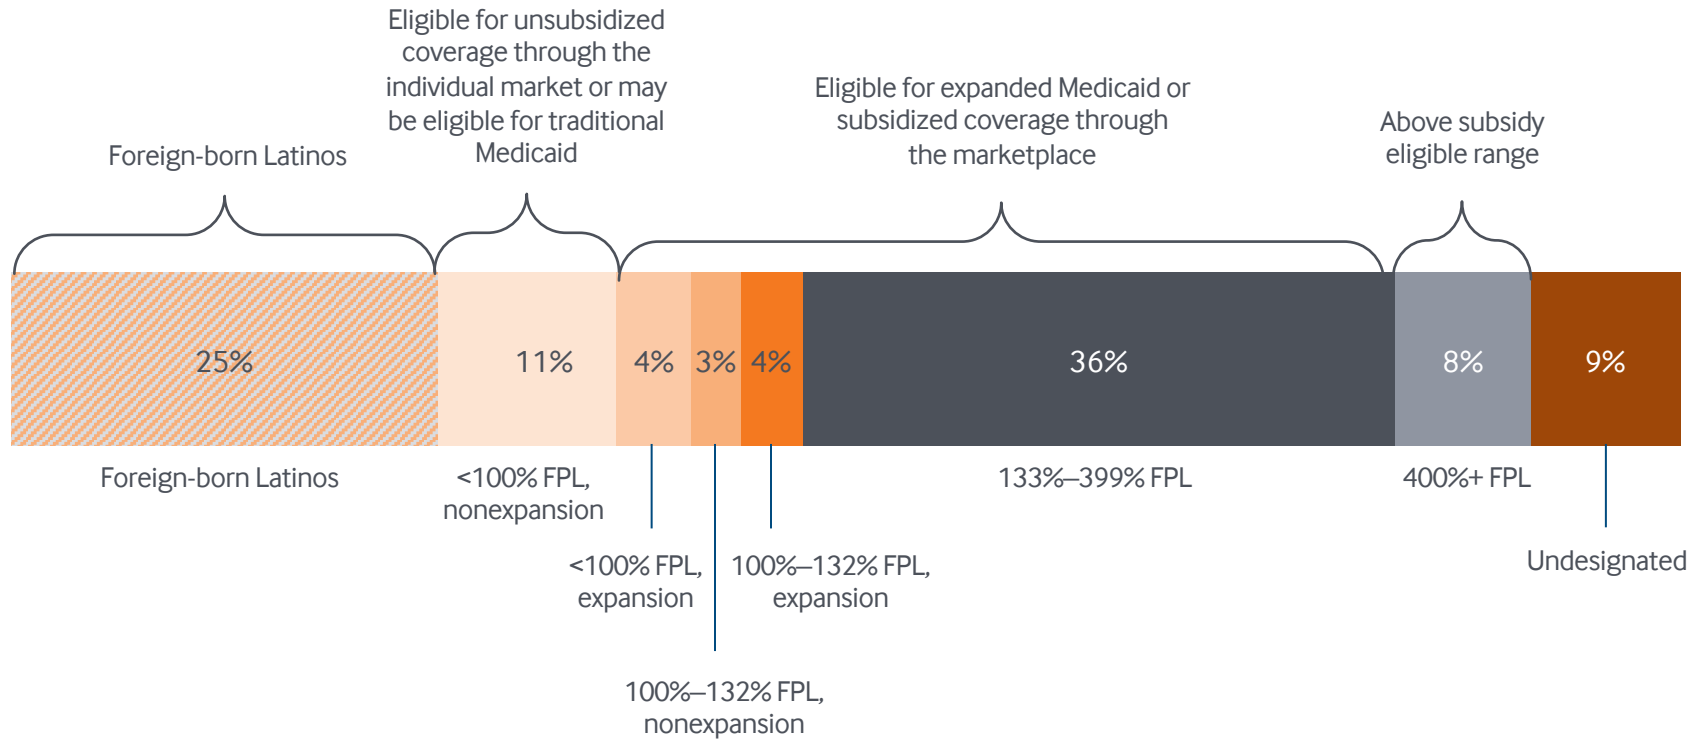 Foreign-born Latinos
Eligible for unsubsidized
coverage through the
individual market or may
be eligible for traditional
Medicaid
Eligible for expanded Medicaid or
subsidized coverage through
the marketplace
Above subsidy
eligible range
25%
11%
4%
3%
4%
36%
8%
9%
Foreign-born Latinos
<100% FPL,
nonexpansion
<100% FPL,
expansion
100%–132% FPL,
nonexpansion
100%–132% FPL,
expansion
133%–399% FPL
400%+ FPL
Undesignated